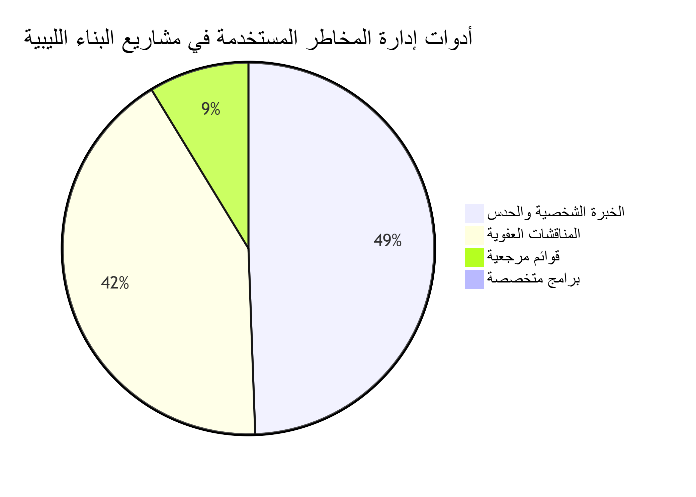 أدوات إدارة المخاطر المستخدمة في مشاريع البناء الليبية
9%
49%
42%
الخبرة الشخصية والحدس
المناقشات العفوية
قوائم مرجعية
برامج متخصصة